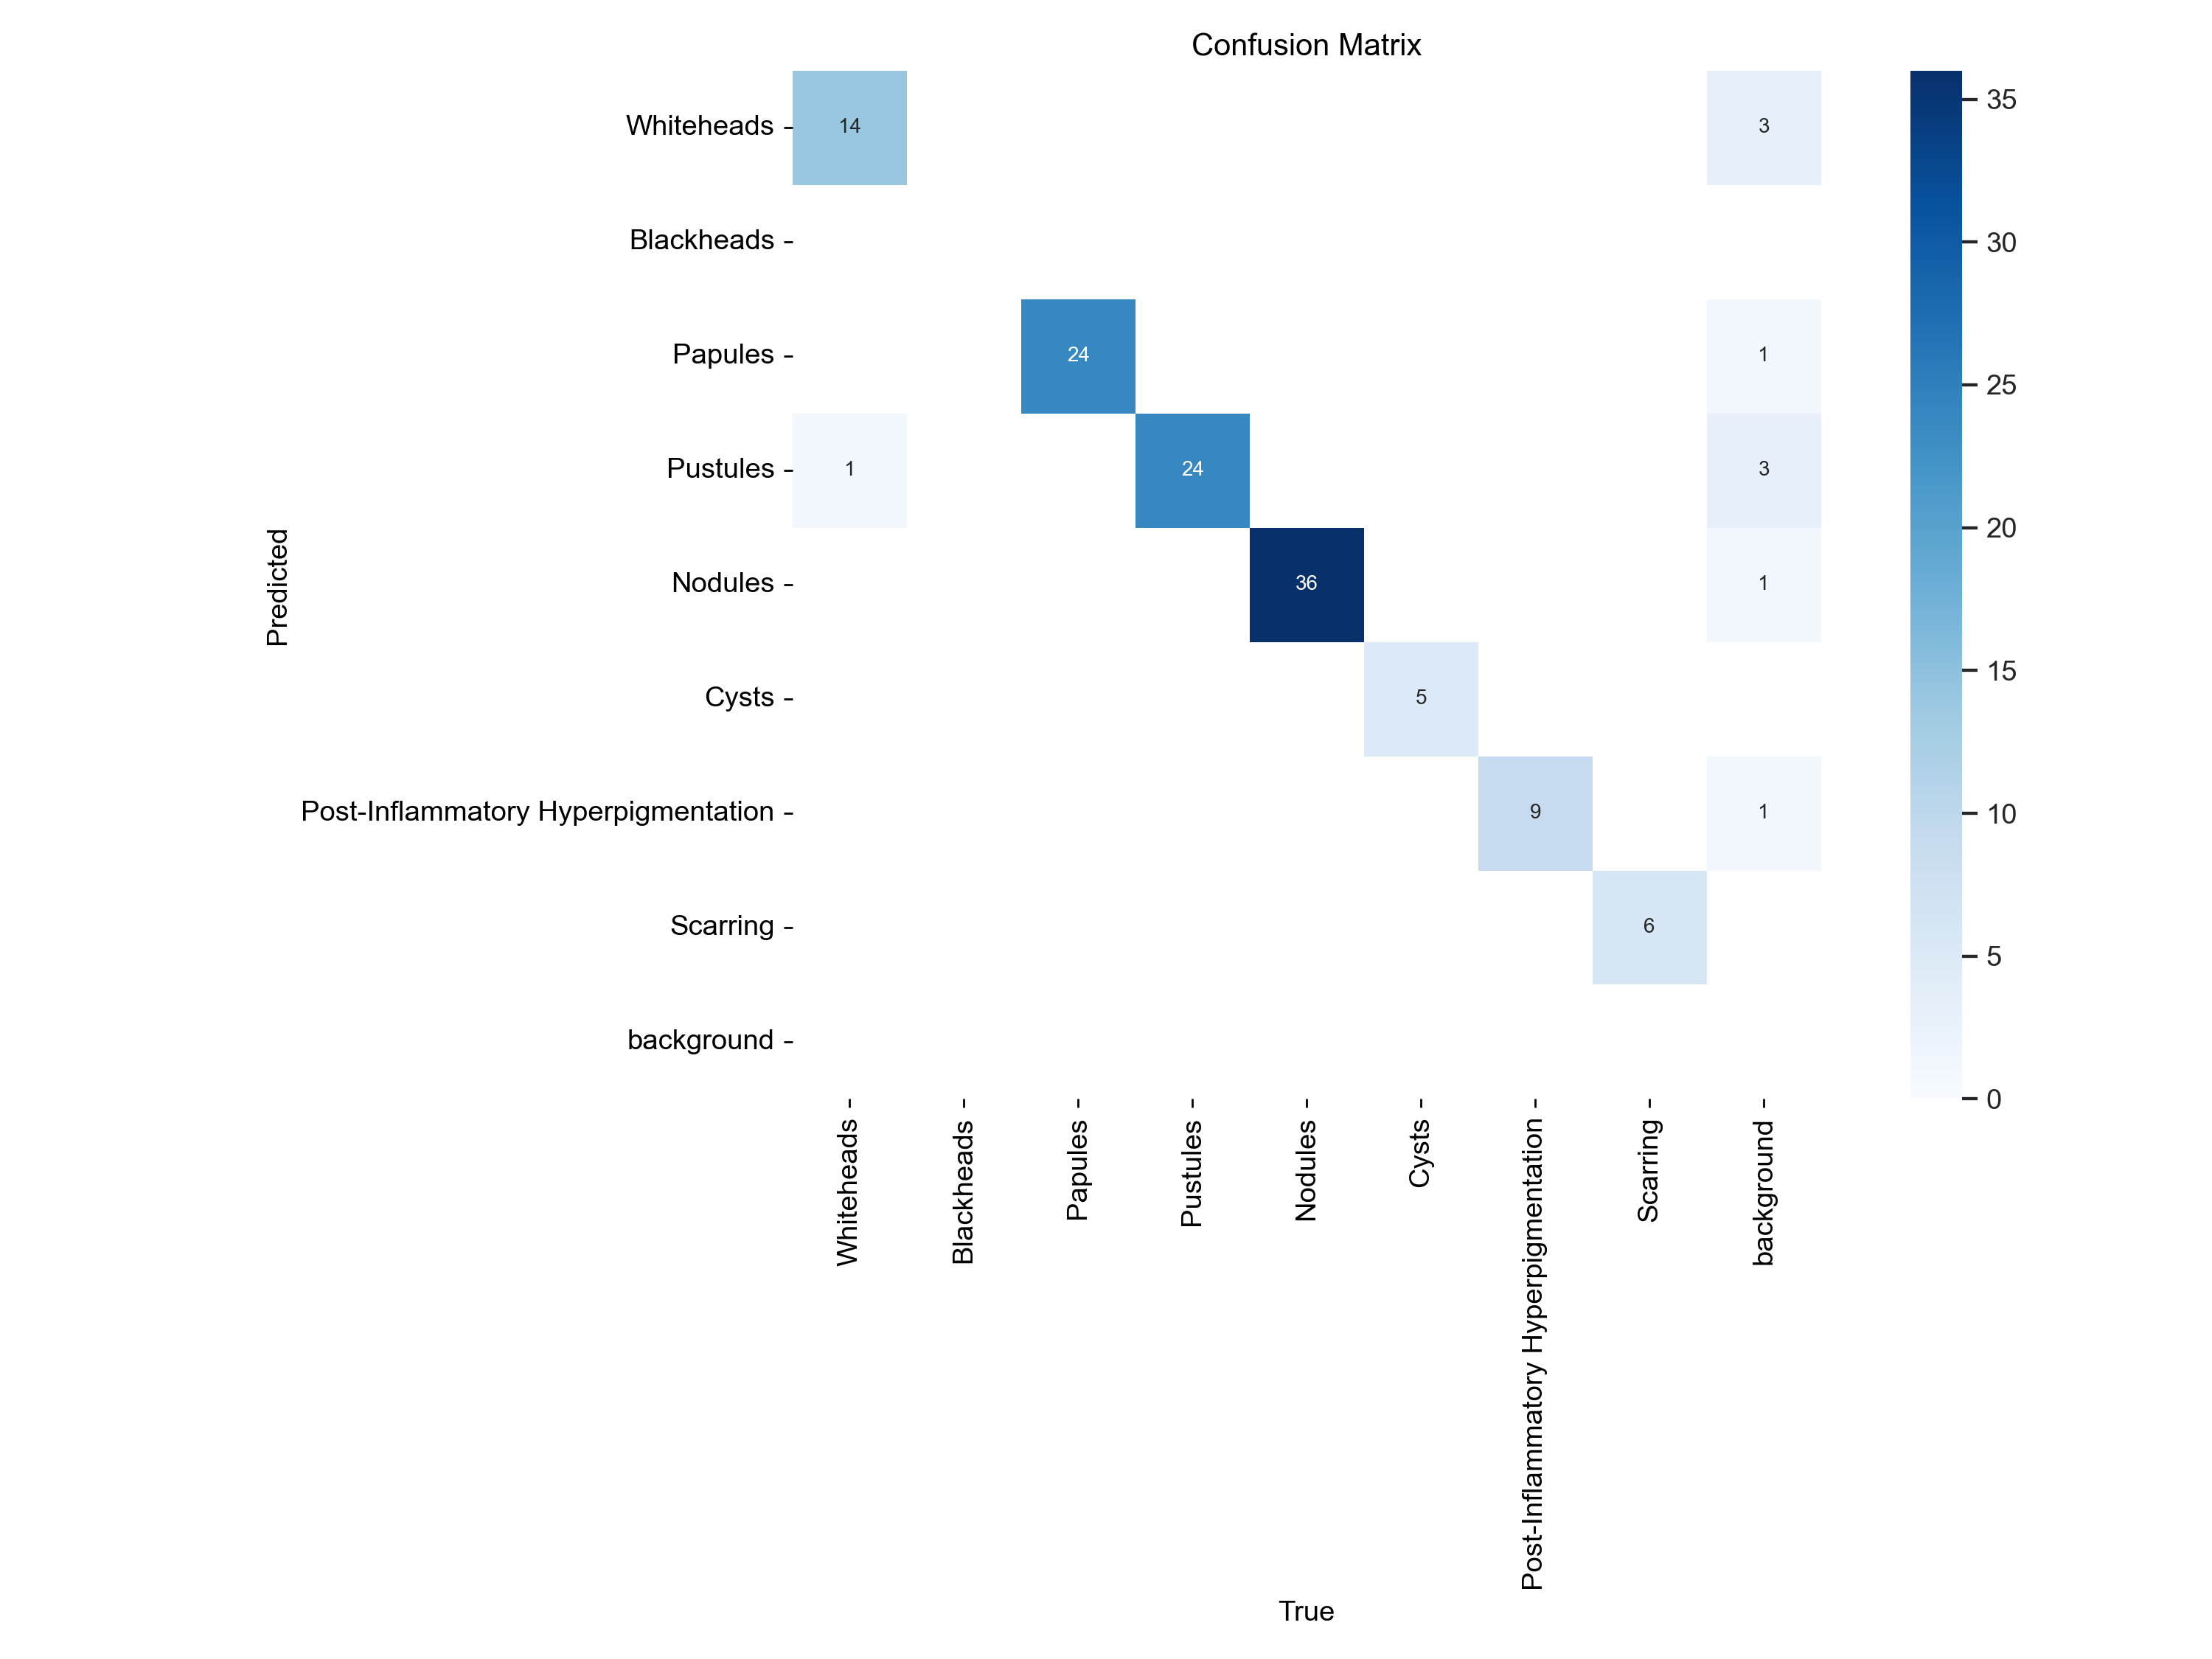 Confusion Matrix
Predicted
Whiteheads
14
3
Blackheads
Papules
24
1
Pustules
1
24
3
Nodules
36
1
Cysts
5
Post-Inflammatory Hyperpigmentation
9
1
Scarring
6
background
Whiteheads
Blackheads
Papules
Pustules
Nodules
Cysts
Post-Inflammatory Hyperpigmentation
Scarring
background
True
35
30
25
20
15
10
5
0